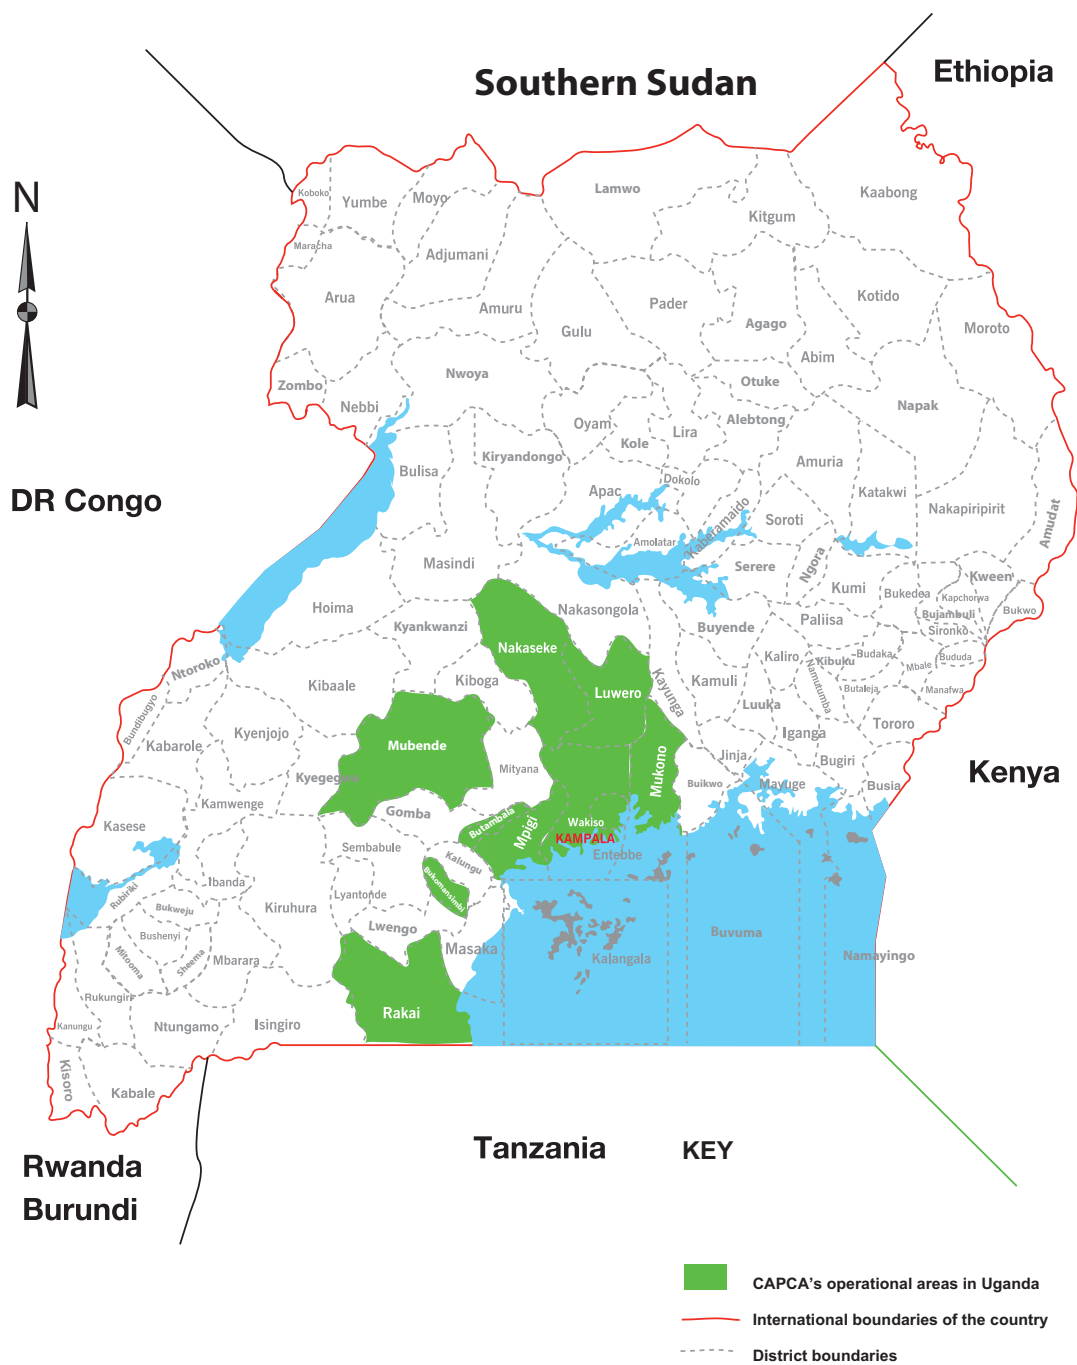 Ethiopia
Southern Sudan
N
Koboko
Yumbe
Moyo
Lamwo
Kaabong
Kitgum
Maracha
Adjumani
Arua
Amuru
Pader
Kotido
Agago
Moroto
Gulu
Abim
Zombo
Nwoya
Otuke
Nebbi
Napak
Oyam
Alebtong
Kole
Lira
Kiryandongo
Bulisa
Amuria
DR Congo
Dokolo
Apac
Katakwi
Nakapiripirit
Amudat
Kaberamaido
Soroti
Amolatar
Masindi
Serere
Ngora
Kween
Kumi
Bukedea
Kapchorwa
Hoima
Nakasongola
Bukwo
Bujambuli
Kyankwanzi
Buyende
Paliisa
Sironko
Nakaseke
Ntoroko
Kaliro
Kibuku
Budaka
Bududa
Mbale
Kibaale
Kiboga
Luwero
Kayunga
Kamuli
Namutumba
Butaleja
Manafwa
Bundibugyo
Luuka
Tororo
Kabarole
Kyenjojo
Mubende
Iganga
Mukono
Jinja
Bugiri
Kenya
Kyegegwa
Mityana
Buikwo
Mayuge
Busia
Kamwenge
Gomba
Kasese
Butambala
Mpigi
Wakiso
KAMPALA
Sembabule
Kalungu
Entebbe
Rubiriki
Ibanda
Lyantonde
Bukomansimbi
Bukweju
Kiruhura
Bushenyi
Lwengo
Buvuma
Mitooma
Sheema
Mbarara
Masaka
Kalangala
Namayingo
Rukungiri
Rakai
Kanungu
Ntungamo
Isingiro
Kisoro
Kabale
Tanzania
KEY
Rwanda
Burundi
CAPCA's operational areas in Uganda
International boundaries of the country
District boundaries